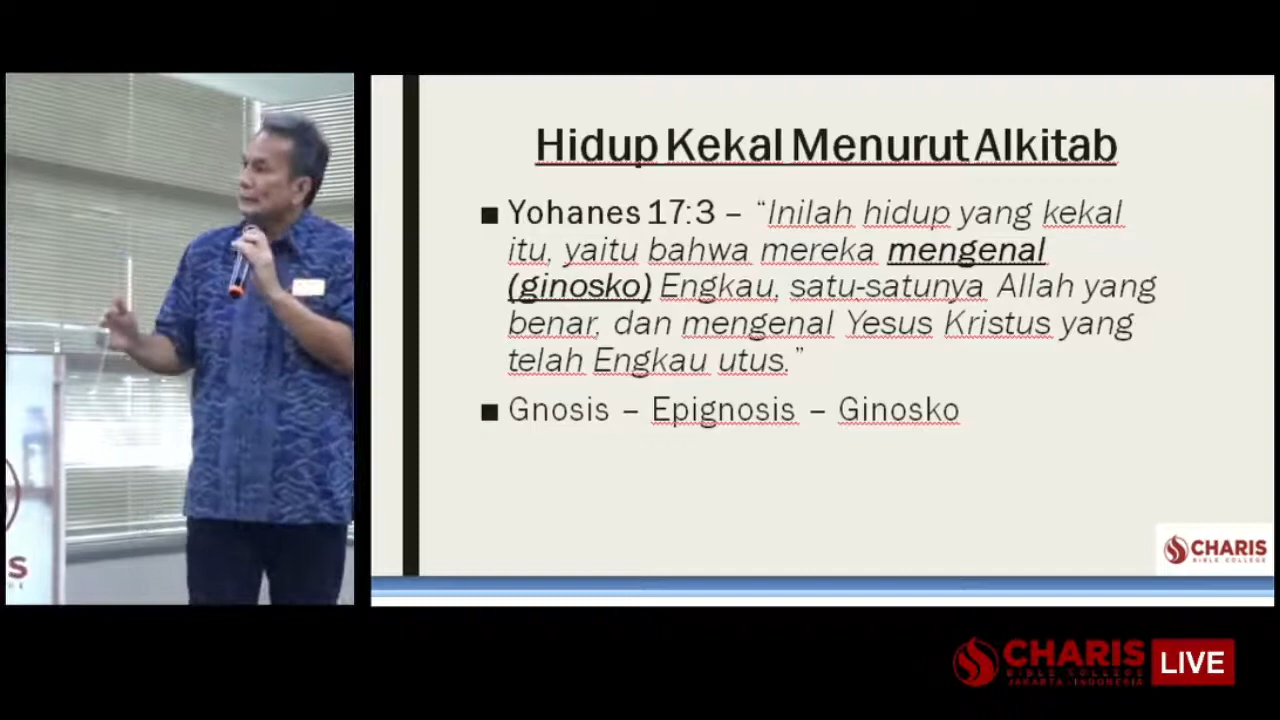 Hidup Kekal Menurut Alkitab
■ Yohanes 17:3 – “Inilah hidup yang kekal
itu, yaitu bahwa mereka mengenal
(ginosko) Engkau, satu-satunya Allah yang
benar, dan mengenal Yesus Kristus yang
telah Engkau utus.”
■ Gnosis – Epignosis – Ginosko
CHARIS
BIBLE COLLEGE
CHARIS
BIBLE COLLEGE
JAKARTA - INDONESIA
LIVE